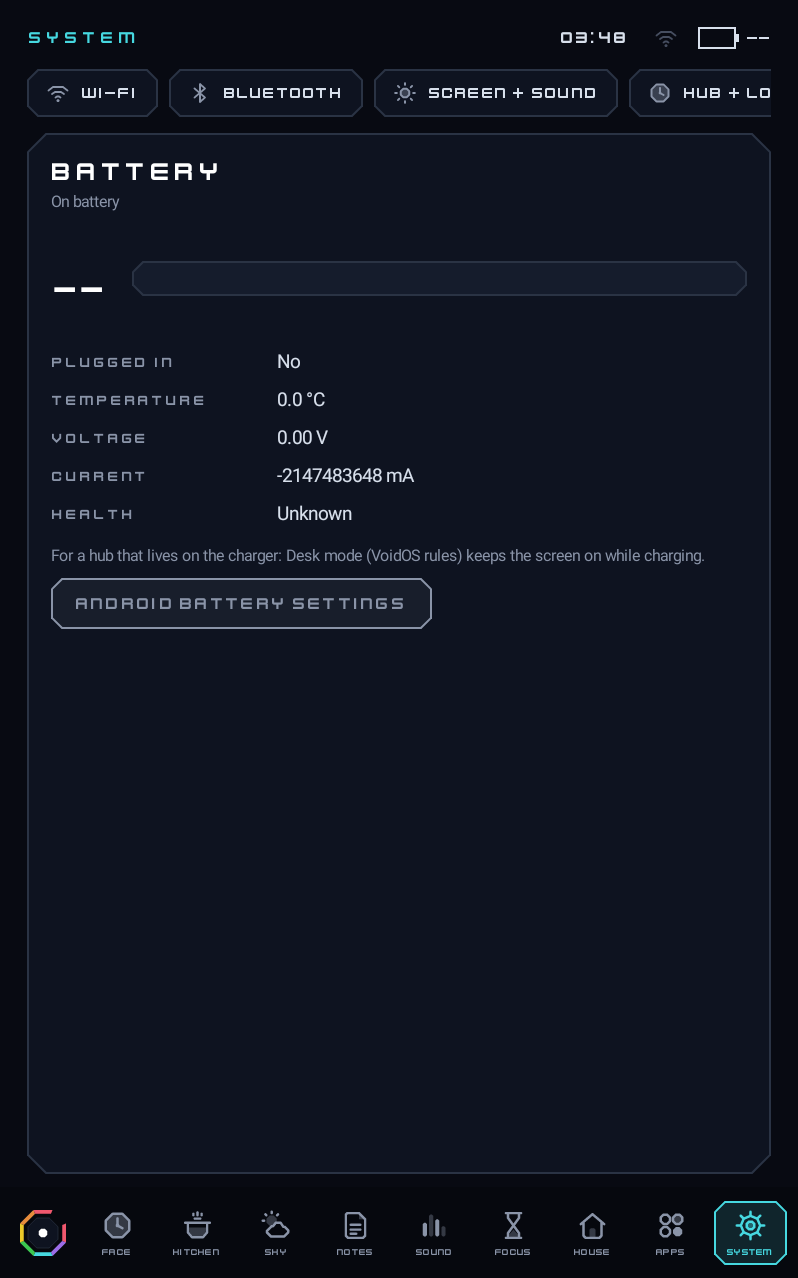 SYSTEM
03:48 --
WI-FI BLUETOOTH SCREEN + SOUND HUB + LO
BATTERY
On battery
--
PLUGGED IN No
TEMPERATURE 0.0 °C
VOLTAGE 0.00 V
CURRENT -2147483648 mA
HEALTH Unknown
For a hub that lives on the charger: Desk mode (VoidOS rules) keeps the screen on while charging.
ANDROID BATTERY SETTINGS
FACE KITCHEN SKY NOTES SOUND FOCUS HOUSE APPS SYSTEM